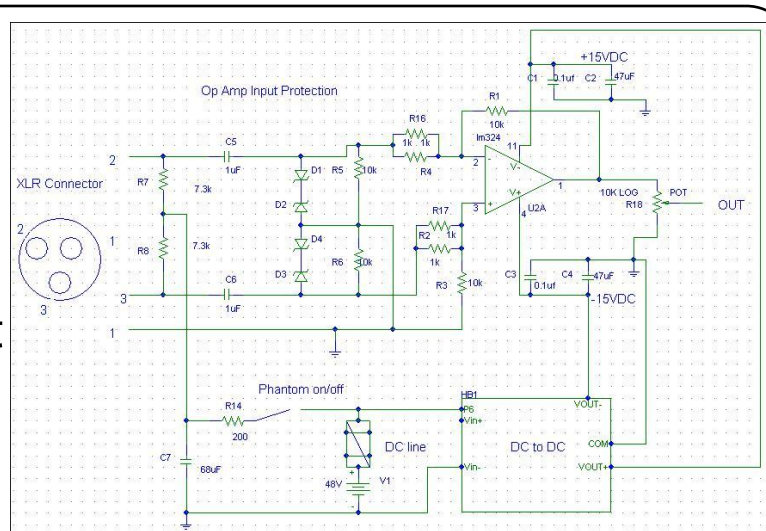 +15VDC
C1
0.1uf
C2
47uF
Op Amp Input Protection
R1
10k
R16
1k
1k
R4
lm324
11
V-
V+
2
3
4
1
U2A
10K LOG
POT
R18
OUT
2
C5
1uF
R7
7.3k
D1
R5
10k
D2
XLR Connector
2
1
3
1
R8
7.3k
D4
D3
R6
10k
R17
R2
1k
1k
R3
10k
C3
0.1uf
C4
47uF
-15VDC
3
C6
1uF
1
Phantom on/off
R14
200
C7
68uF
DC line
48V
+
-
V1
HB1
P6
Vin+
Vin-
DC to DC
VOUT-
COM
VOUT+